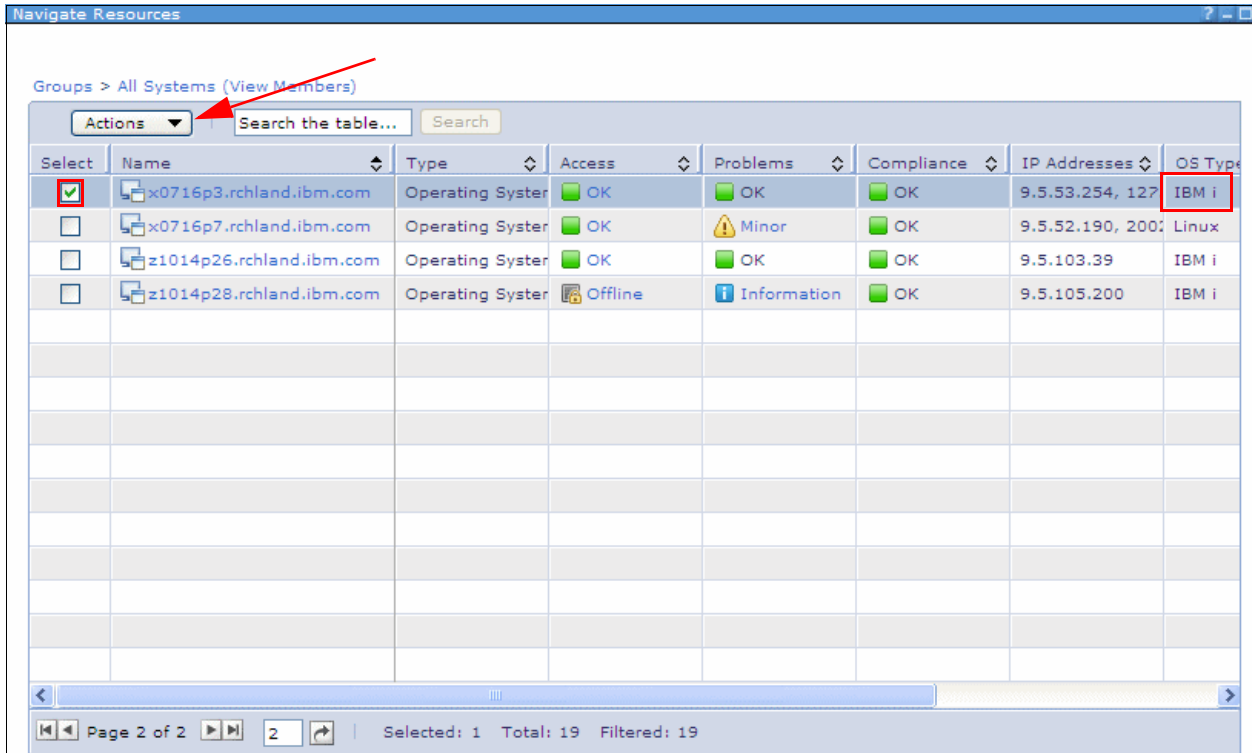 Navigate Resources
Groups > All Systems (View Members)
Actions Search the table... Search
Select Name Type Access Problems Compliance IP Addresses OS Type
x0716p3.rchland.ibm.com Operating Syster OK OK OK 9.5.53.254, 127 IBM i
x0716p7.rchland.ibm.com Operating Syster OK Minor OK 9.5.52.190, 2002 Linux
z1014p26.rchland.ibm.com Operating Syster OK OK OK 9.5.103.39 IBM i
z1014p28.rchland.ibm.com Operating Syster Offline Information OK 9.5.105.200 IBM i
Page 2 of 2 2 Selected: 1 Total: 19 Filtered: 19